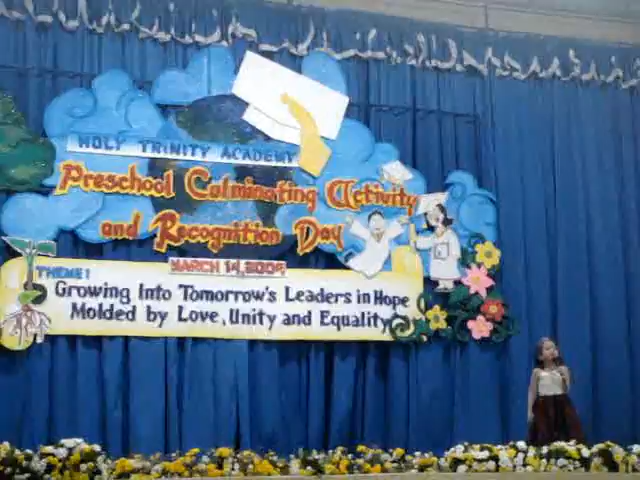 HOLY TRINITY ACADEMY
Preschool Culminating Activity
and Recognition Day
MARCH 14, 2009
THEME:
Growing Into Tomorrow's Leaders in Hope
Molded by Love, Unity and Equality